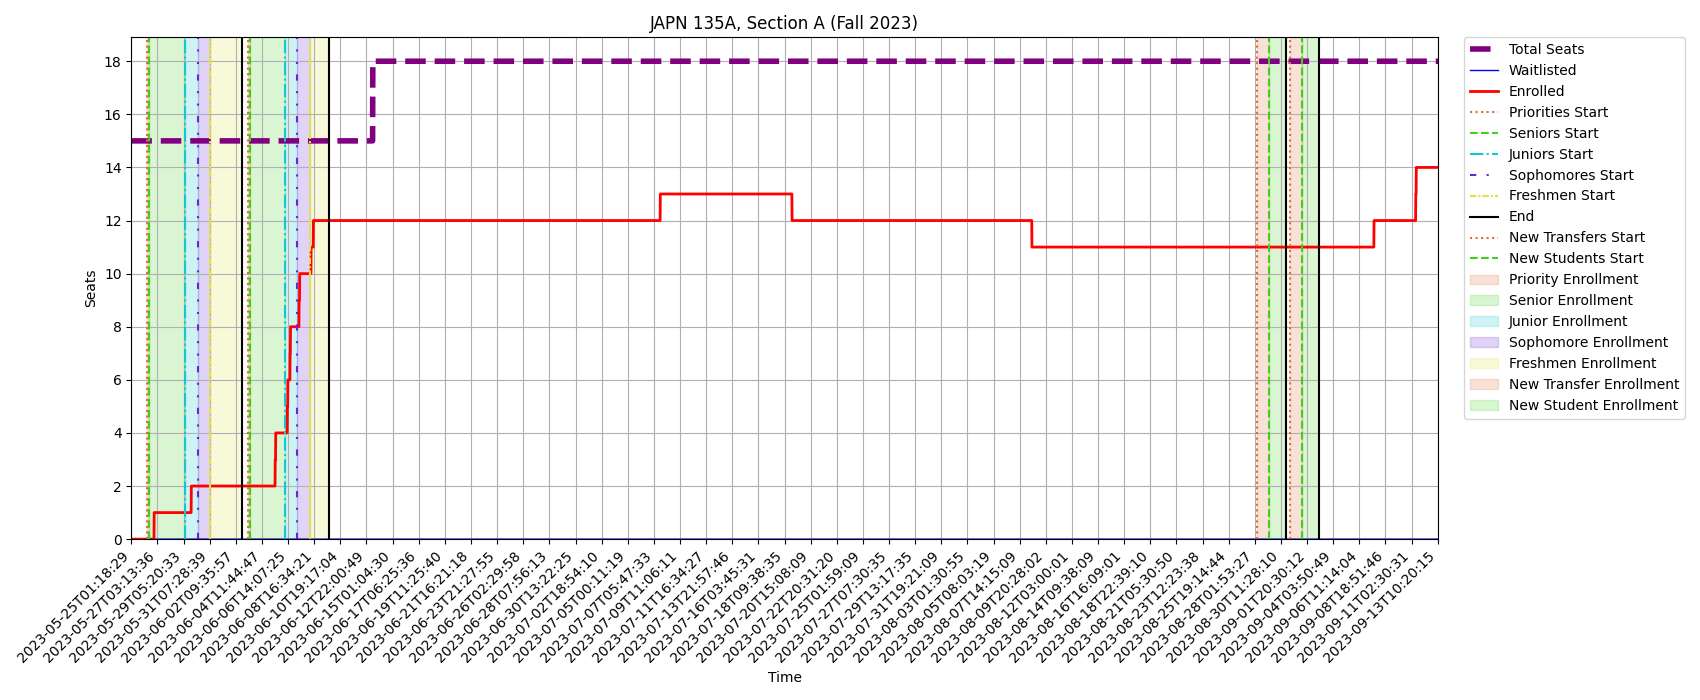 JAPN 135A, Section A (Fall 2023)
Seats
18
16
14
12
10
8
6
4
2
0
2023-05-25T01:18:29
2023-05-27T03:13:36
2023-05-29T05:20:33
2023-05-31T07:28:39
2023-06-02T09:35:57
2023-06-04T11:44:47
2023-06-06T14:07:25
2023-06-08T16:34:21
2023-06-10T19:17:04
2023-06-12T22:00:49
2023-06-15T01:04:30
2023-06-17T06:25:36
2023-06-19T11:25:40
2023-06-21T16:21:18
2023-06-23T21:27:55
2023-06-26T02:29:58
2023-06-28T07:56:13
2023-06-30T13:22:25
2023-07-02T18:54:10
2023-07-05T00:11:19
2023-07-07T05:47:33
2023-07-09T11:06:11
2023-07-11T16:34:27
2023-07-13T21:57:46
2023-07-16T03:45:31
2023-07-18T09:38:35
2023-07-20T15:08:09
2023-07-22T20:31:20
2023-07-25T01:59:09
2023-07-27T07:30:35
2023-07-29T13:17:35
2023-07-31T19:21:09
2023-08-03T01:30:55
2023-08-05T08:03:19
2023-08-07T14:15:09
2023-08-09T20:28:02
2023-08-12T03:00:01
2023-08-14T09:38:09
2023-08-16T16:09:01
2023-08-18T22:39:10
2023-08-21T05:30:50
2023-08-23T12:23:38
2023-08-25T19:14:44
2023-08-28T01:53:27
2023-08-30T11:28:10
2023-09-01T20:30:12
2023-09-04T03:50:49
2023-09-06T11:14:04
2023-09-08T18:51:46
2023-09-11T02:30:31
2023-09-13T10:20:15
Time
Total Seats
Waitlisted
Enrolled
Priorities Start
Seniors Start
Juniors Start
Sophomores Start
Freshmen Start
End
New Transfers Start
New Students Start
Priority Enrollment
Senior Enrollment
Junior Enrollment
Sophomore Enrollment
Freshmen Enrollment
New Transfer Enrollment
New Student Enrollment